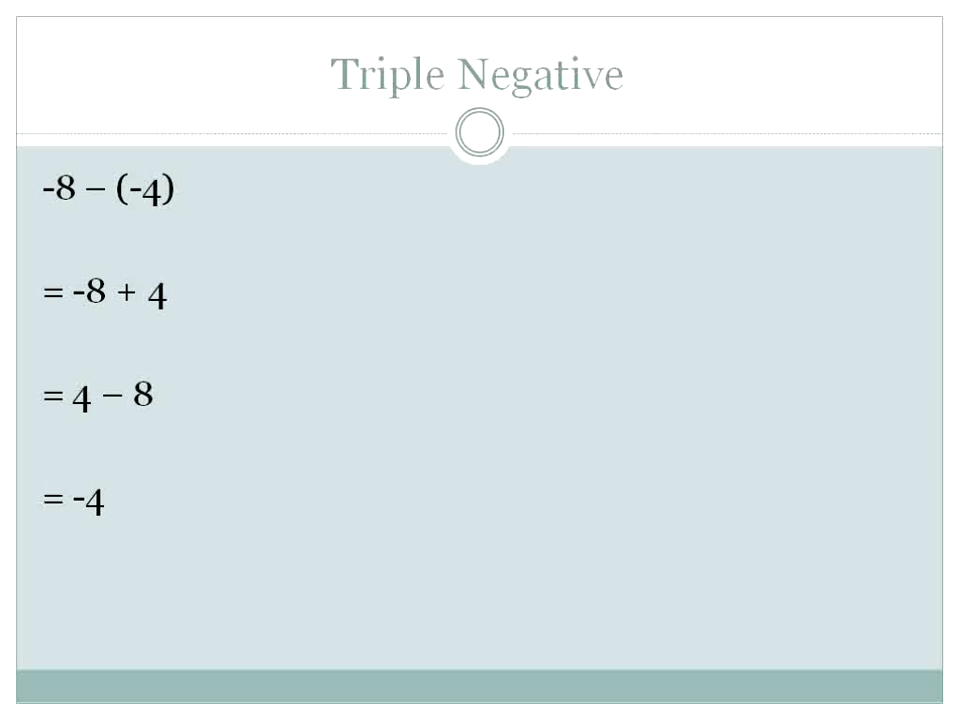 Triple Negative
-8 – (-4)
= -8 + 4
= 4 – 8
= -4